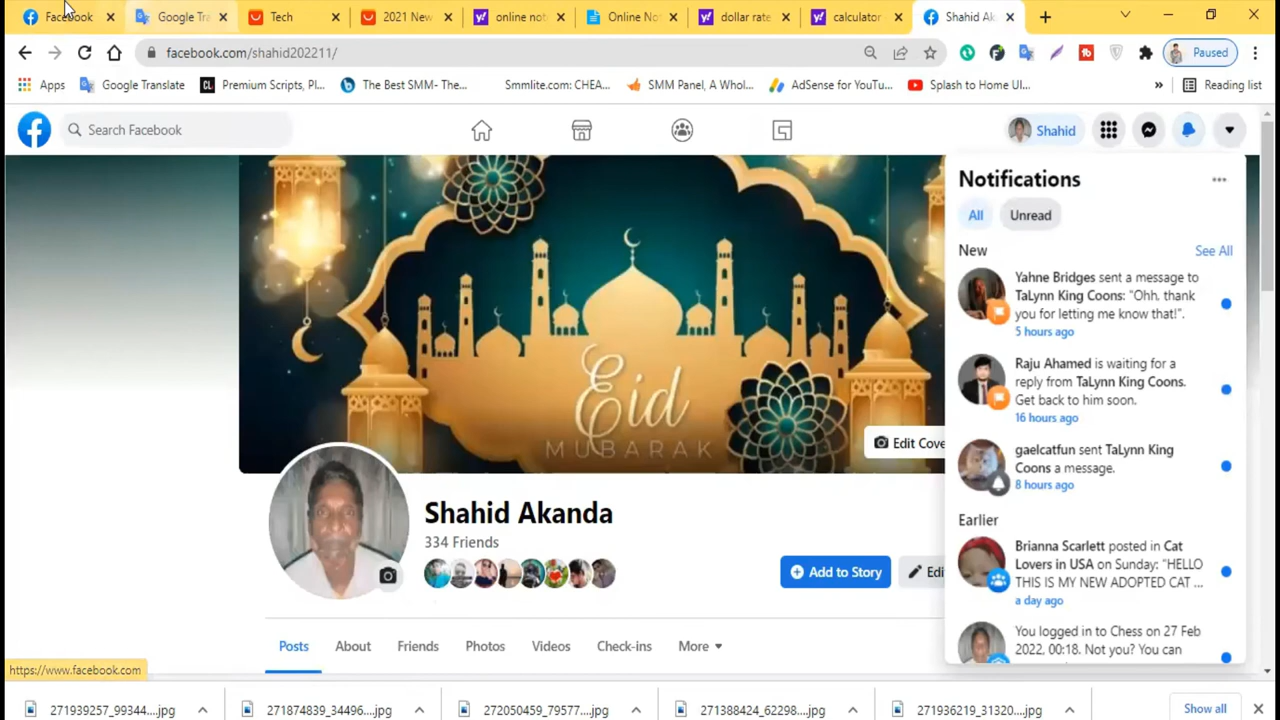 Facebook
Google Tra
Tech
2021 New
online not
Online No
dollar rate
calculator
Shahid Ak
facebook.com/shahid202211/
Paused
Apps
Google Translate
CL
Premium Scripts, Pl...
The Best SMM- The...
Smmlite.com: CHEA...
SMM Panel, A Whol...
AdSense for YouTu...
Splash to Home UI...
»
Reading list
Search Facebook
Shahid
Notifications
All
Unread
New
See All
Yahne Bridges sent a message to
TaLynn King Coons: "Ohh. thank
you for letting me know that!".
5 hours ago
Raju Ahamed is waiting for a
reply from TaLynn King Coons.
Get back to him soon.
16 hours ago
gaelcatfun sent TaLynn King
Coons a message.
8 hours ago
Earlier
Brianna Scarlett posted in Cat
Lovers in USA on Sunday: "HELLO
THIS IS MY NEW ADOPTED CAT ...
a day ago
You logged in to Chess on 27 Feb
2022, 00:18. Not you? You can
Eid
MUBARAK
Edit Cove
Shahid Akanda
334 Friends
Add to Story
Edi
Posts
About
Friends
Photos
Videos
Check-ins
More
https://www.facebook.com
271939257_99344....jpg
271874839_34496....jpg
272050459_79577....jpg
271388424_62298....jpg
271936219_31320....jpg
Show all